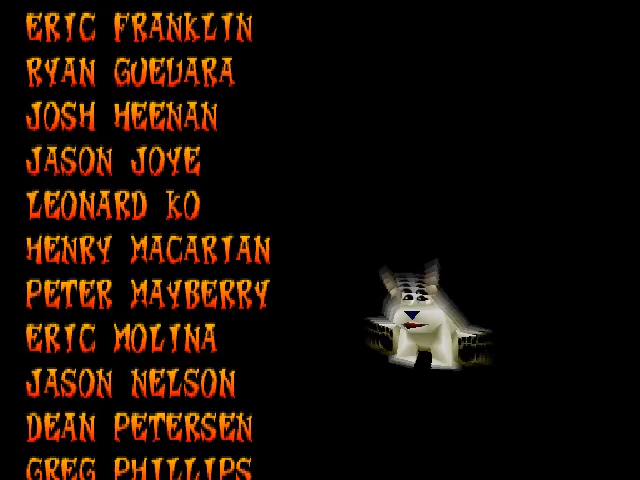 ERIC FRANKLIN
RYAN GUEVARA
JOSH HEENAN
JASON JOYE
LEONARD KO
HENRY MACARIAN
PETER MAYBERRY
ERIC MOLINA
JASON NELSON
DEAN PETERSEN
GREG PHILLIPS